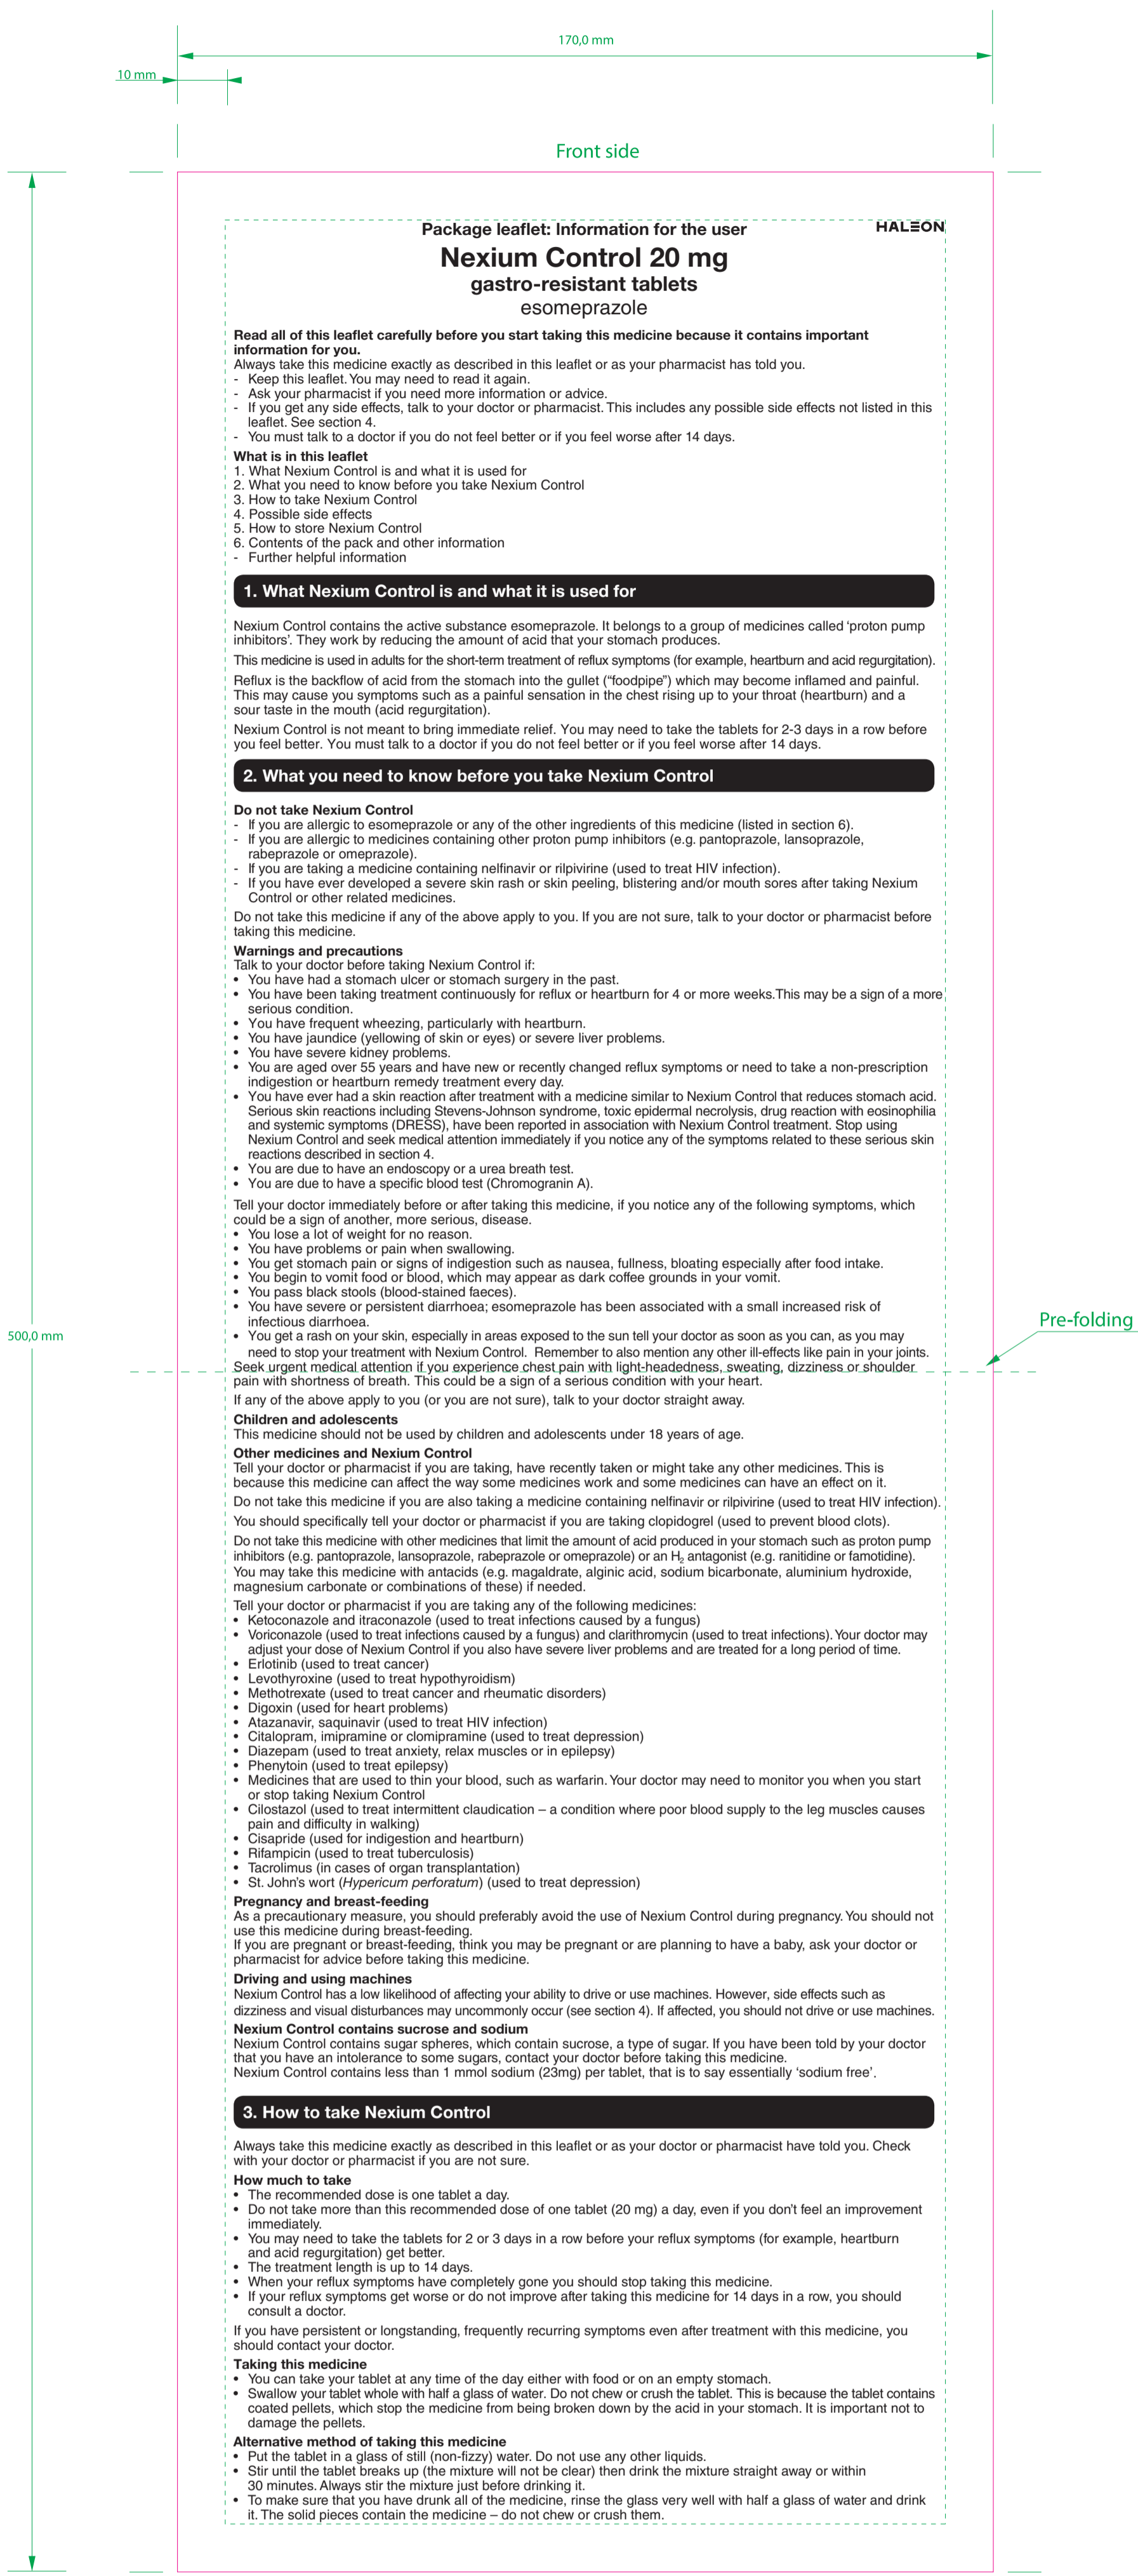 170,0 mm
10 mm
Front side
Package leaflet: Information for the user
HALEON
Nexium Control 20 mg
gastro-resistant tablets
esomeprazole
Read all of this leaflet carefully before you start taking this medicine because it contains important
information for you.
Always take this medicine exactly as described in this leaflet or as your pharmacist has told you.
- Keep this leaflet. You may need to read it again.
- Ask your pharmacist if you need more information or advice.
- If you get any side effects, talk to your doctor or pharmacist. This includes any possible side effects not listed in this
leaflet. See section 4.
- You must talk to a doctor if you do not feel better or if you feel worse after 14 days.
What is in this leaflet
1. What Nexium Control is and what it is used for
2. What you need to know before you take Nexium Control
3. How to take Nexium Control
4. Possible side effects
5. How to store Nexium Control
6. Contents of the pack and other information
- Further helpful information
1. What Nexium Control is and what it is used for
Nexium Control contains the active substance esomeprazole. It belongs to a group of medicines called ‘proton pump
inhibitors’. They work by reducing the amount of acid that your stomach produces.
This medicine is used in adults for the short-term treatment of reflux symptoms (for example, heartburn and acid regurgitation).
Reflux is the backflow of acid from the stomach into the gullet (“foodpipe”) which may become inflamed and painful.
This may cause you symptoms such as a painful sensation in the chest rising up to your throat (heartburn) and a
sour taste in the mouth (acid regurgitation).
Nexium Control is not meant to bring immediate relief. You may need to take the tablets for 2-3 days in a row before
you feel better. You must talk to a doctor if you do not feel better or if you feel worse after 14 days.
2. What you need to know before you take Nexium Control
Do not take Nexium Control
- If you are allergic to esomeprazole or any of the other ingredients of this medicine (listed in section 6).
- If you are allergic to medicines containing other proton pump inhibitors (e.g. pantoprazole, lansoprazole,
rabeprazole or omeprazole).
- If you are taking a medicine containing nelfinavir or rilpivirine (used to treat HIV infection).
- If you have ever developed a severe skin rash or skin peeling, blistering and/or mouth sores after taking Nexium
Control or other related medicines.
Do not take this medicine if any of the above apply to you. If you are not sure, talk to your doctor or pharmacist before
taking this medicine.
Warnings and precautions
Talk to your doctor before taking Nexium Control if:
• You have had a stomach ulcer or stomach surgery in the past.
• You have been taking treatment continuously for reflux or heartburn for 4 or more weeks.This may be a sign of a more
serious condition.
• You have frequent wheezing, particularly with heartburn.
• You have jaundice (yellowing of skin or eyes) or severe liver problems.
• You have severe kidney problems.
• You are aged over 55 years and have new or recently changed reflux symptoms or need to take a non-prescription
indigestion or heartburn remedy treatment every day.
• You have ever had a skin reaction after treatment with a medicine similar to Nexium Control that reduces stomach acid.
Serious skin reactions including Stevens-Johnson syndrome, toxic epidermal necrolysis, drug reaction with eosinophilia
and systemic symptoms (DRESS), have been reported in association with Nexium Control treatment. Stop using
Nexium Control and seek medical attention immediately if you notice any of the symptoms related to these serious skin
reactions described in section 4.
• You are due to have an endoscopy or a urea breath test.
• You are due to have a specific blood test (Chromogranin A).
Tell your doctor immediately before or after taking this medicine, if you notice any of the following symptoms, which
could be a sign of another, more serious, disease.
• You lose a lot of weight for no reason.
• You have problems or pain when swallowing.
• You get stomach pain or signs of indigestion such as nausea, fullness, bloating especially after food intake.
• You begin to vomit food or blood, which may appear as dark coffee grounds in your vomit.
• You pass black stools (blood-stained faeces).
• You have severe or persistent diarrhoea; esomeprazole has been associated with a small increased risk of
infectious diarrhoea.
• You get a rash on your skin, especially in areas exposed to the sun tell your doctor as soon as you can, as you may
need to stop your treatment with Nexium Control. Remember to also mention any other ill-effects like pain in your joints.
Seek urgent medical attention if you experience chest pain with light-headedness, sweating, dizziness or shoulder
pain with shortness of breath. This could be a sign of a serious condition with your heart.
500,0 mm
Pre-folding
If any of the above apply to you (or you are not sure), talk to your doctor straight away.
Children and adolescents
This medicine should not be used by children and adolescents under 18 years of age.
Other medicines and Nexium Control
Tell your doctor or pharmacist if you are taking, have recently taken or might take any other medicines. This is
because this medicine can affect the way some medicines work and some medicines can have an effect on it.
Do not take this medicine if you are also taking a medicine containing nelfinavir or rilpivirine (used to treat HIV infection).
You should specifically tell your doctor or pharmacist if you are taking clopidogrel (used to prevent blood clots).
Do not take this medicine with other medicines that limit the amount of acid produced in your stomach such as proton pump
inhibitors (e.g. pantoprazole, lansoprazole, rabeprazole or omeprazole) or an H₂ antagonist (e.g. ranitidine or famotidine).
You may take this medicine with antacids (e.g. magaldrate, alginic acid, sodium bicarbonate, aluminium hydroxide,
magnesium carbonate or combinations of these) if needed.
Tell your doctor or pharmacist if you are taking any of the following medicines:
• Ketoconazole and itraconazole (used to treat infections caused by a fungus)
• Voriconazole (used to treat infections caused by a fungus) and clarithromycin (used to treat infections). Your doctor may
adjust your dose of Nexium Control if you also have severe liver problems and are treated for a long period of time.
• Erlotinib (used to treat cancer)
• Levothyroxine (used to treat hypothyroidism)
• Methotrexate (used to treat cancer and rheumatic disorders)
• Digoxin (used for heart problems)
• Atazanavir, saquinavir (used to treat HIV infection)
• Citalopram, imipramine or clomipramine (used to treat depression)
• Diazepam (used to treat anxiety, relax muscles or in epilepsy)
• Phenytoin (used to treat epilepsy)
• Medicines that are used to thin your blood, such as warfarin. Your doctor may need to monitor you when you start
or stop taking Nexium Control
• Cilostazol (used to treat intermittent claudication – a condition where poor blood supply to the leg muscles causes
pain and difficulty in walking)
• Cisapride (used for indigestion and heartburn)
• Rifampicin (used to treat tuberculosis)
• Tacrolimus (in cases of organ transplantation)
• St. John’s wort (Hypericum perforatum) (used to treat depression)
Pregnancy and breast-feeding
As a precautionary measure, you should preferably avoid the use of Nexium Control during pregnancy. You should not
use this medicine during breast-feeding.
If you are pregnant or breast-feeding, think you may be pregnant or are planning to have a baby, ask your doctor or
pharmacist for advice before taking this medicine.
Driving and using machines
Nexium Control has a low likelihood of affecting your ability to drive or use machines. However, side effects such as
dizziness and visual disturbances may uncommonly occur (see section 4). If affected, you should not drive or use machines.
Nexium Control contains sucrose and sodium
Nexium Control contains sugar spheres, which contain sucrose, a type of sugar. If you have been told by your doctor
that you have an intolerance to some sugars, contact your doctor before taking this medicine.
Nexium Control contains less than 1 mmol sodium (23mg) per tablet, that is to say essentially ‘sodium free’.
3. How to take Nexium Control
Always take this medicine exactly as described in this leaflet or as your doctor or pharmacist have told you. Check
with your doctor or pharmacist if you are not sure.
How much to take
• The recommended dose is one tablet a day.
• Do not take more than this recommended dose of one tablet (20 mg) a day, even if you don’t feel an improvement
immediately.
• You may need to take the tablets for 2 or 3 days in a row before your reflux symptoms (for example, heartburn
and acid regurgitation) get better.
• The treatment length is up to 14 days.
• When your reflux symptoms have completely gone you should stop taking this medicine.
• If your reflux symptoms get worse or do not improve after taking this medicine for 14 days in a row, you should
consult a doctor.
If you have persistent or longstanding, frequently recurring symptoms even after treatment with this medicine, you
should contact your doctor.
Taking this medicine
• You can take your tablet at any time of the day either with food or on an empty stomach.
• Swallow your tablet whole with half a glass of water. Do not chew or crush the tablet. This is because the tablet contains
coated pellets, which stop the medicine from being broken down by the acid in your stomach. It is important not to
damage the pellets.
Alternative method of taking this medicine
• Put the tablet in a glass of still (non-fizzy) water. Do not use any other liquids.
• Stir until the tablet breaks up (the mixture will not be clear) then drink the mixture straight away or within
30 minutes. Always stir the mixture just before drinking it.
• To make sure that you have drunk all of the medicine, rinse the glass very well with half a glass of water and drink
it. The solid pieces contain the medicine – do not chew or crush them.